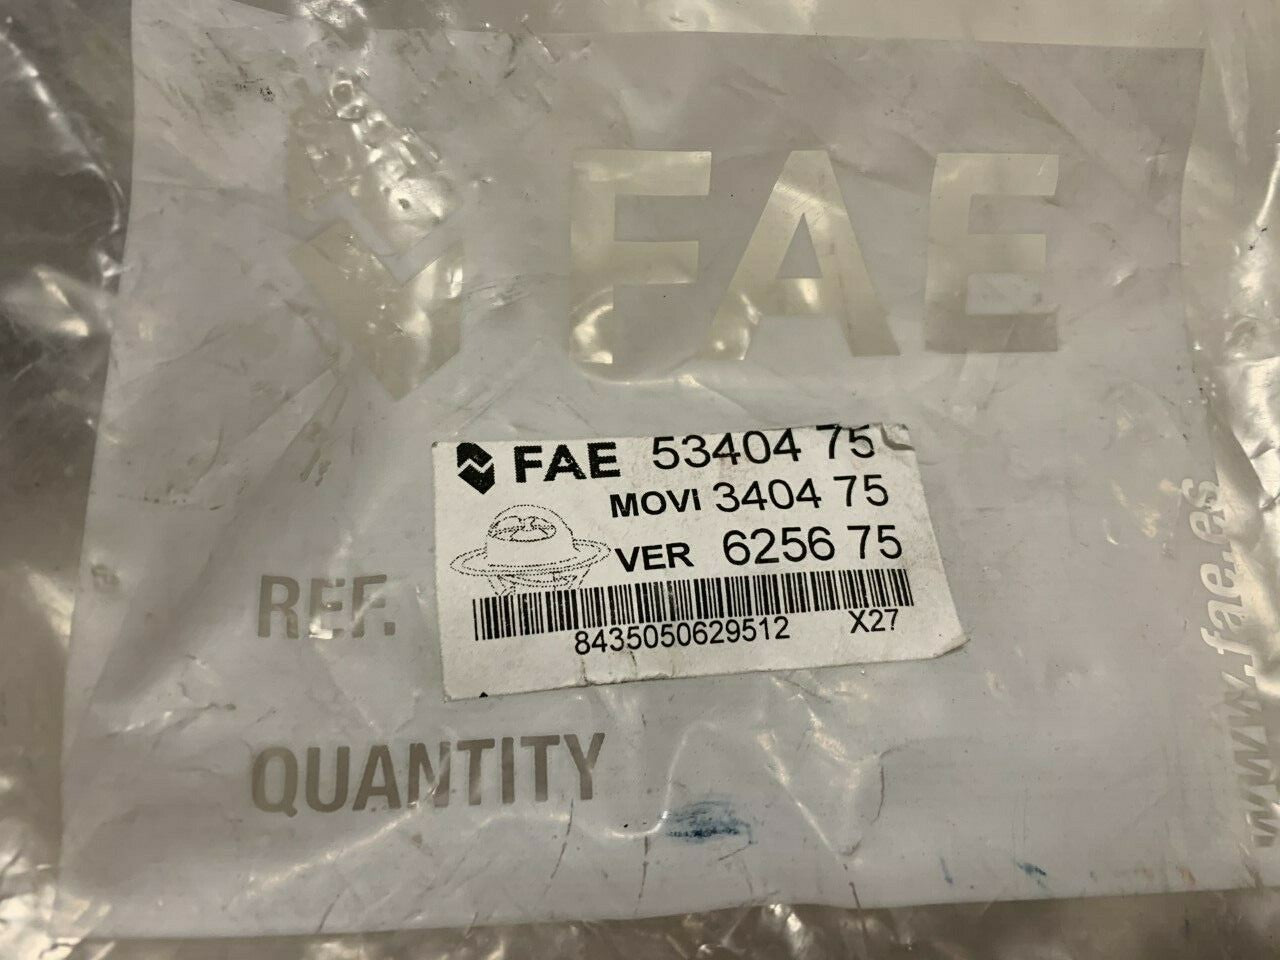 FAE
FAE 53404 75
MOVI 3404 75
VER 6256 75
8435050629512 X27
REF.
QUANTITY
www.fae.es